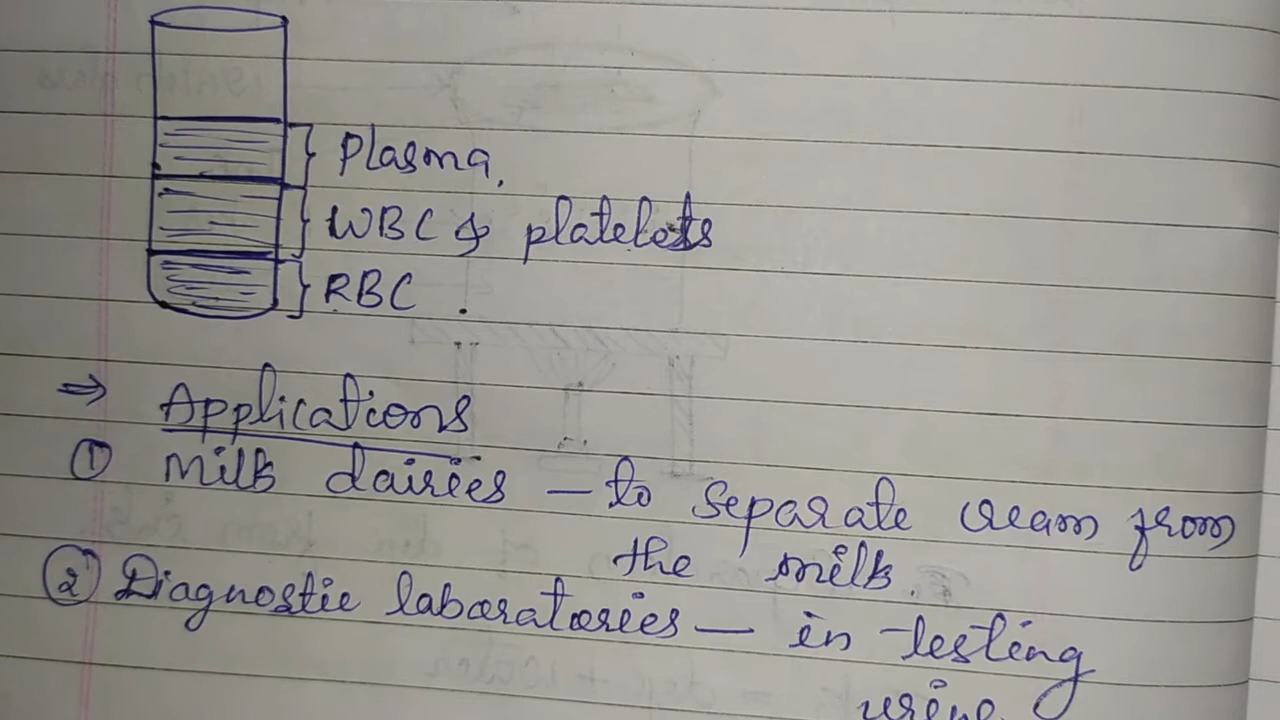 Plasma,
WBC & platelets
RBC
⇒ Applications
① Milk dairies — to separate cream from
the milk.
② Diagnostic labaratories — in testing
urine